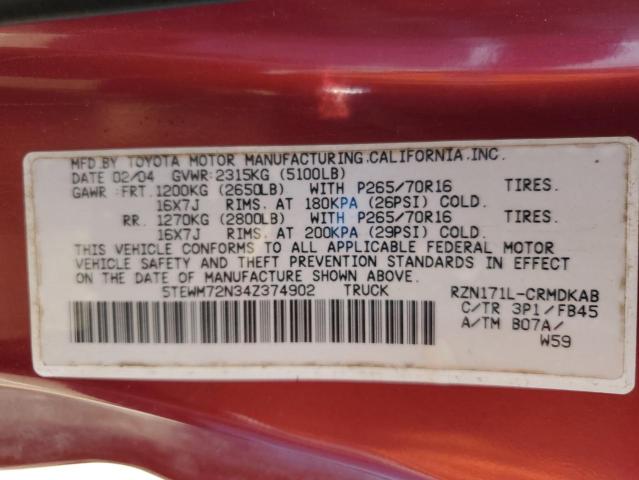 MFD.BY TOYOTA MOTOR MANUFACTURING.CALIFORNIA.INC.
DATE 02/04 GVWR:2315KG (5100LB)
GAWR :FRT.1200KG (2650LB) WITH P265/70R16 TIRES.
16X7J RIMS. AT 180KPA (26PSI) COLD.
RR. 1270KG (2800LB) WITH P265/70R16 TIRES.
16X7J RIMS. AT 200KPA (29PSI) COLD.
THIS VEHICLE CONFORMS TO ALL APPLICABLE FEDERAL MOTOR
VEHICLE SAFETY AND THEFT PREVENTION STANDARDS IN EFFECT
ON THE DATE OF MANUFACTURE SHOWN ABOVE.
5TEWM72N34Z374902 TRUCK RZN171L-CRMDKAB
C/TR 3P1/FB45
A/TM B07A/
W59